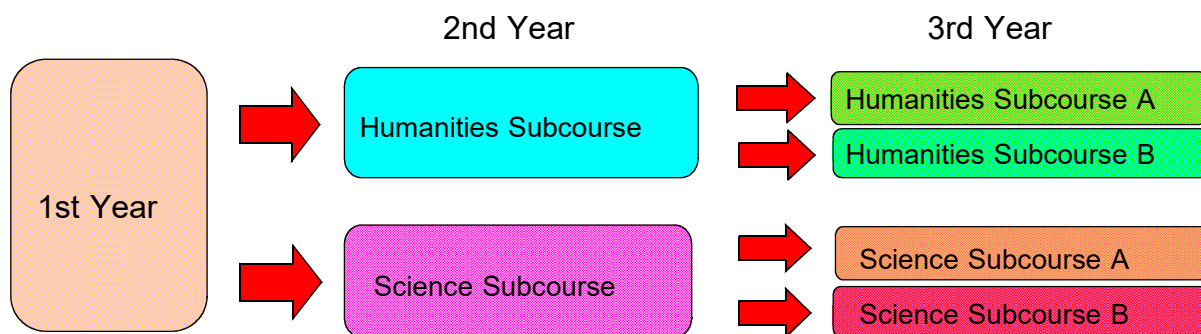 2nd Year
3rd Year
1st Year
Humanities Subcourse
Humanities Subcourse A
Humanities Subcourse B
Science Subcourse
Science Subcourse A
Science Subcourse B